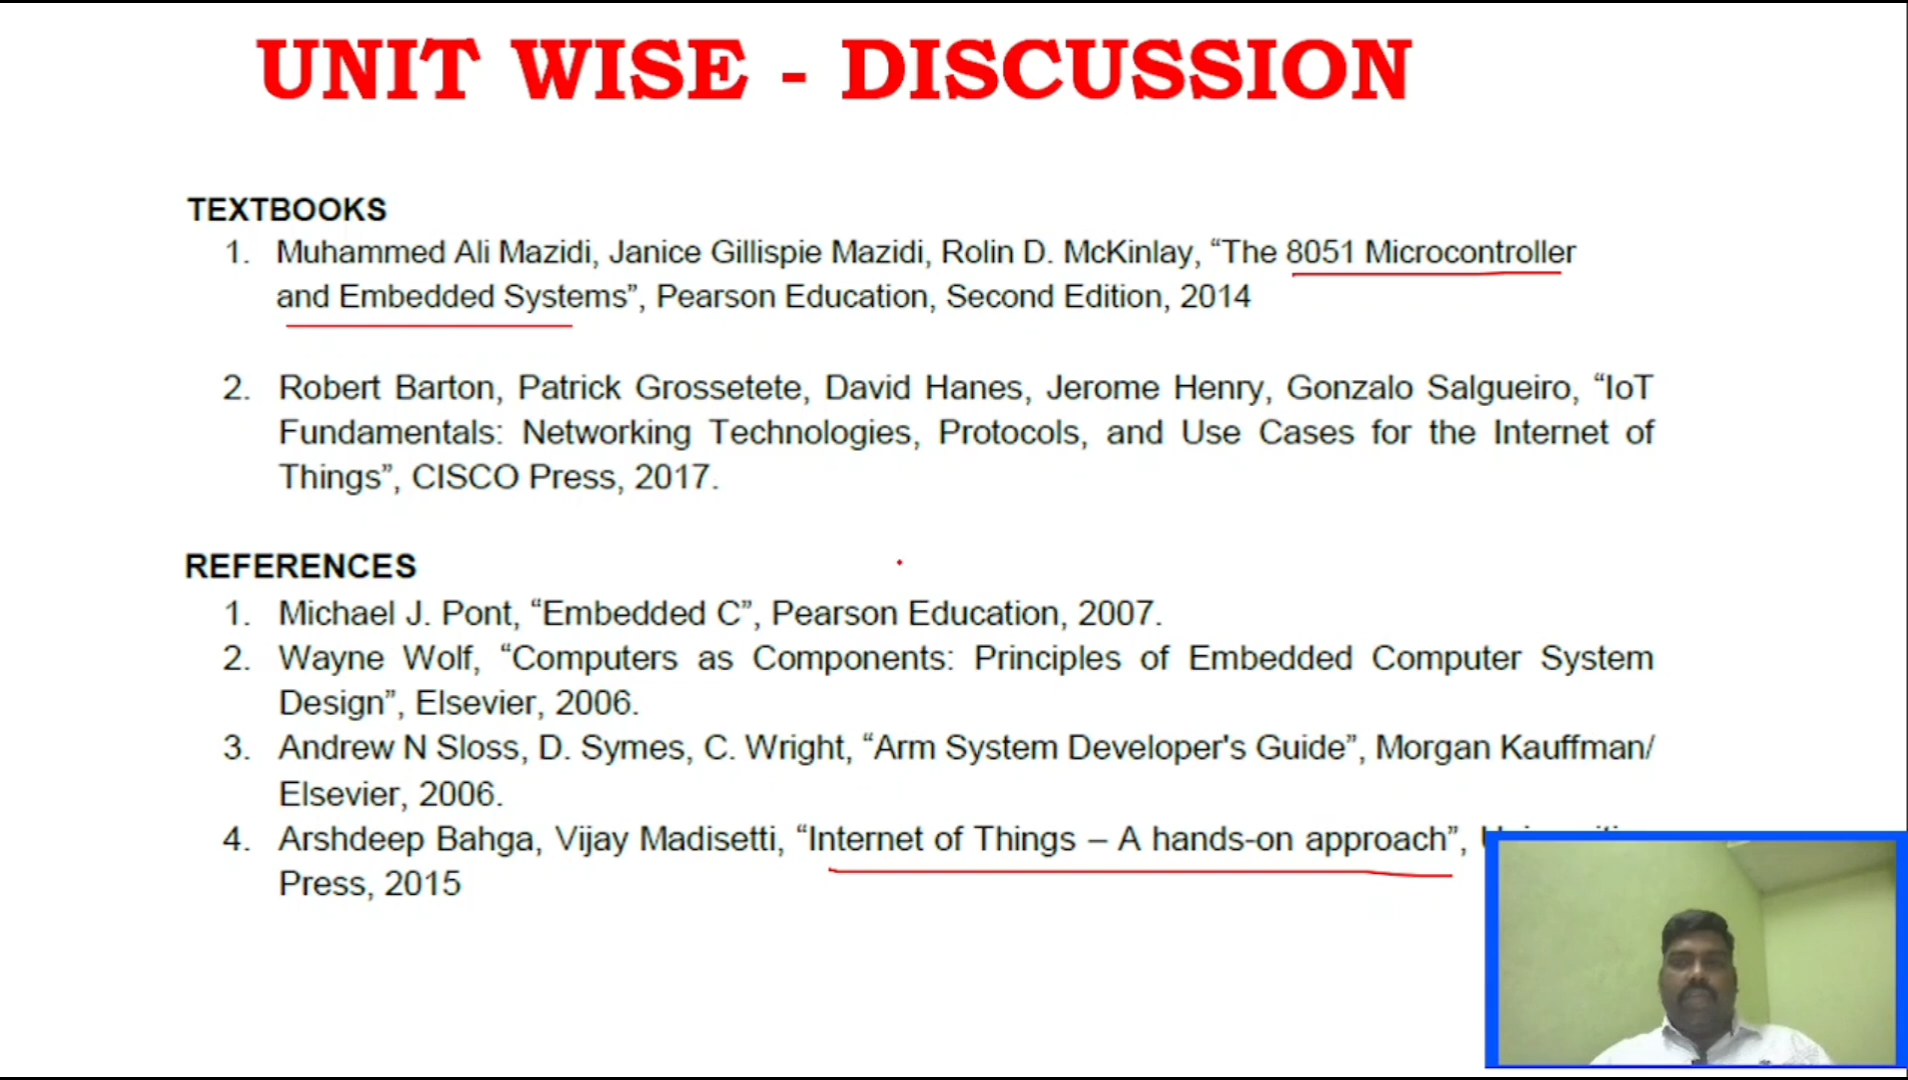 UNIT WISE - DISCUSSION
TEXTBOOKS
1. Muhammed Ali Mazidi, Janice Gillispie Mazidi, Rolin D. McKinlay, “The 8051 Microcontroller
and Embedded Systems”, Pearson Education, Second Edition, 2014
2. Robert Barton, Patrick Grossetete, David Hanes, Jerome Henry, Gonzalo Salgueiro, “IoT
Fundamentals: Networking Technologies, Protocols, and Use Cases for the Internet of
Things”, CISCO Press, 2017.
REFERENCES
1. Michael J. Pont, “Embedded C”, Pearson Education, 2007.
2. Wayne Wolf, “Computers as Components: Principles of Embedded Computer System
Design”, Elsevier, 2006.
3. Andrew N Sloss, D. Symes, C. Wright, “Arm System Developer's Guide”, Morgan Kauffman/
Elsevier, 2006.
4. Arshdeep Bahga, Vijay Madisetti, “Internet of Things – A hands-on approach”,
Press, 2015